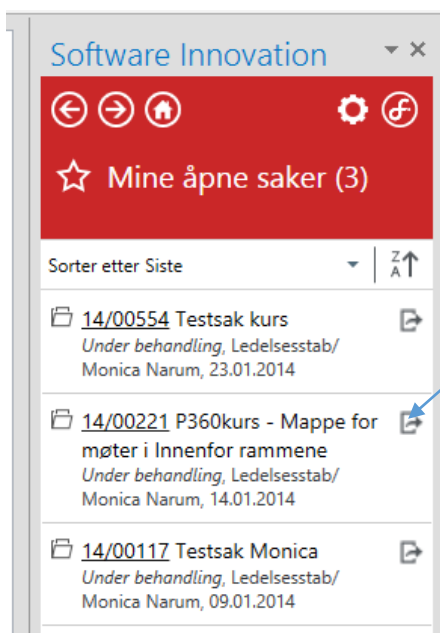 Software Innovation
Mine åpne saker (3)
Sorter etter Siste
Z
A
14/00554 Testsak kurs
Under behandling, Ledelsesstab/
Monica Narum, 23.01.2014
14/00221 P360kurs - Mappe for
møter i Innenfor rammene
Under behandling, Ledelsesstab/
Monica Narum, 14.01.2014
14/00117 Testsak Monica
Under behandling, Ledelsesstab/
Monica Narum, 09.01.2014